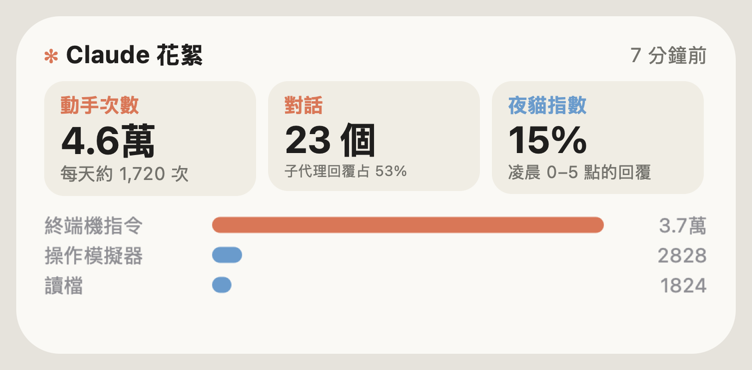 ✻ Claude 花絮
7 分鐘前
動手次數
4.6萬
每天約 1,720 次
對話
23 個
子代理回覆占 53%
夜貓指數
15%
凌晨 0–5 點的回覆
終端機指令 3.7萬
操作模擬器 2828
讀檔 1824